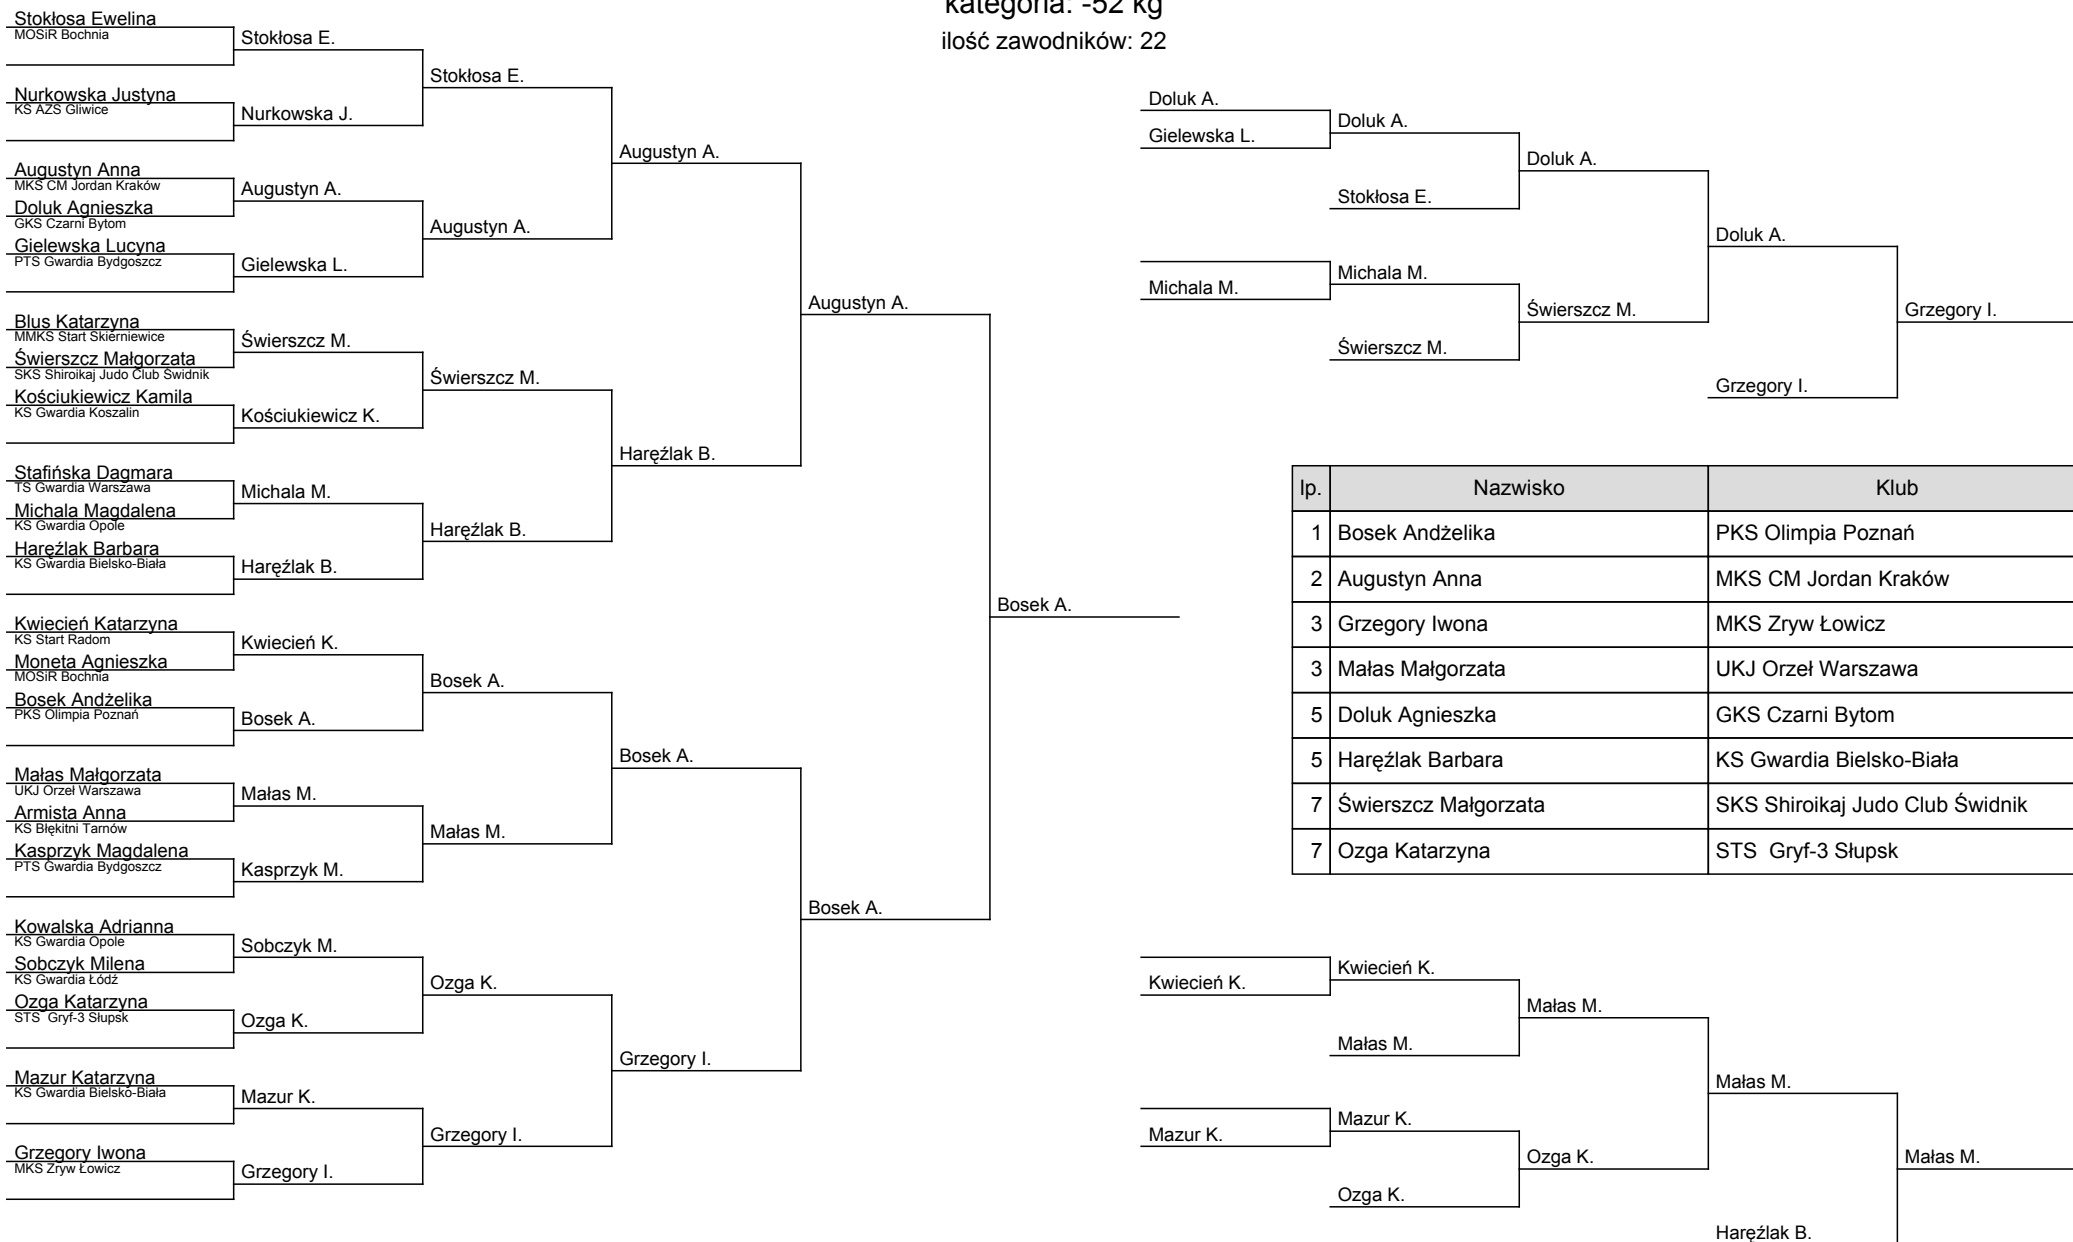 kategoria: -52 kg
ilość zawodników: 22
Stokłosa Ewelina
MOSiR Bochnia
Nurkowska Justyna
KS AZS Gliwice
Augustyn Anna
MKS CM Jordan Kraków
Doluk Agnieszka
GKS Czarni Bytom
Gielewska Lucyna
PTS Gwardia Bydgoszcz
Blus Katarzyna
MMKS Start Skierniewice
Świerszcz Małgorzata
SKS Shiroikaj Judo Club Świdnik
Kościukiewicz Kamila
KS Gwardia Koszalin
Stafińska Dagmara
TS Gwardia Warszawa
Michala Magdalena
KS Gwardia Opole
Haręźlak Barbara
KS Gwardia Bielsko-Biała
Kwiecień Katarzyna
KS Start Radom
Moneta Agnieszka
MOSiR Bochnia
Bosek Andżelika
PKS Olimpia Poznań
Małas Małgorzata
UKJ Orzeł Warszawa
Armista Anna
KS Błękitni Tarnów
Kasprzyk Magdalena
PTS Gwardia Bydgoszcz
Kowalska Adrianna
KS Gwardia Opole
Sobczyk Milena
KS Gwardia Łódź
Ozga Katarzyna
STS  Gryf-3 Słupsk
Mazur Katarzyna
KS Gwardia Bielsko-Biała
Grzegory Iwona
MKS Zryw Łowicz
Stokłosa E.
Nurkowska J.
Augustyn A.
Gielewska L.
Świerszcz M.
Kościukiewicz K.
Michala M.
Haręźlak B.
Kwiecień K.
Bosek A.
Małas M.
Kasprzyk M.
Sobczyk M.
Ozga K.
Mazur K.
Grzegory I.
Stokłosa E.
Augustyn A.
Świerszcz M.
Haręźlak B.
Bosek A.
Małas M.
Ozga K.
Grzegory I.
Augustyn A.
Haręźlak B.
Bosek A.
Grzegory I.
Augustyn A.
Bosek A.
Bosek A.
Doluk A.
Gielewska L.
Michala M.
Doluk A.
Stokłosa E.
Michala M.
Świerszcz M.
Doluk A.
Świerszcz M.
Doluk A.
Grzegory I.
Grzegory I.
lp. Nazwisko Klub
1 Bosek Andżelika PKS Olimpia Poznań
2 Augustyn Anna MKS CM Jordan Kraków
3 Grzegory Iwona MKS Zryw Łowicz
3 Małas Małgorzata UKJ Orzeł Warszawa
5 Doluk Agnieszka GKS Czarni Bytom
5 Haręźlak Barbara KS Gwardia Bielsko-Biała
7 Świerszcz Małgorzata SKS Shiroikaj Judo Club Świdnik
7 Ozga Katarzyna STS  Gryf-3 Słupsk
Kwiecień K.
Mazur K.
Kwiecień K.
Małas M.
Mazur K.
Ozga K.
Małas M.
Ozga K.
Małas M.
Haręźlak B.
Małas M.